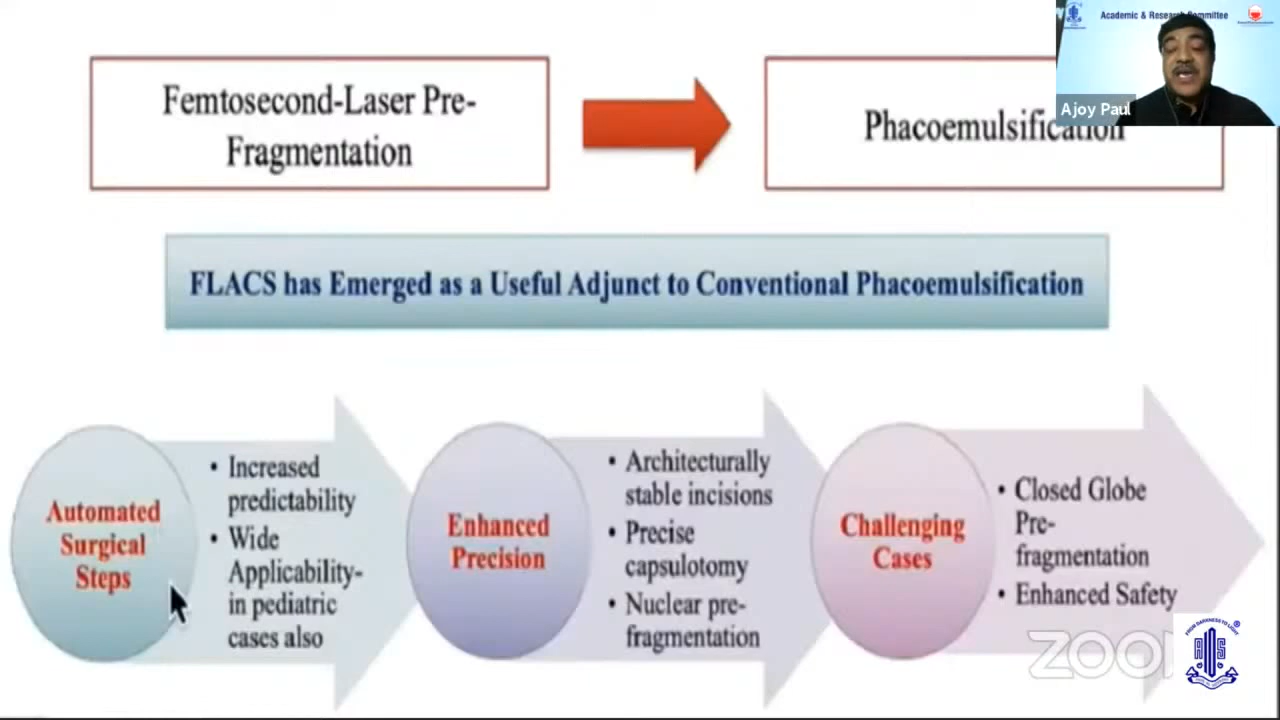 Academic & Research Committee
Ajoy Paul
Femtosecond-Laser Pre-
Fragmentation
Phacoemulsification
FLACS has Emerged as a Useful Adjunct to Conventional Phacoemulsification
Automated
Surgical
Steps
• Increased
predictability
• Wide
Applicability-
in pediatric
cases also
Enhanced
Precision
• Architecturally
stable incisions
• Precise
capsulotomy
• Nuclear pre-
fragmentation
Challenging
Cases
• Closed Globe
Pre-
fragmentation
• Enhanced Safety
ZOO